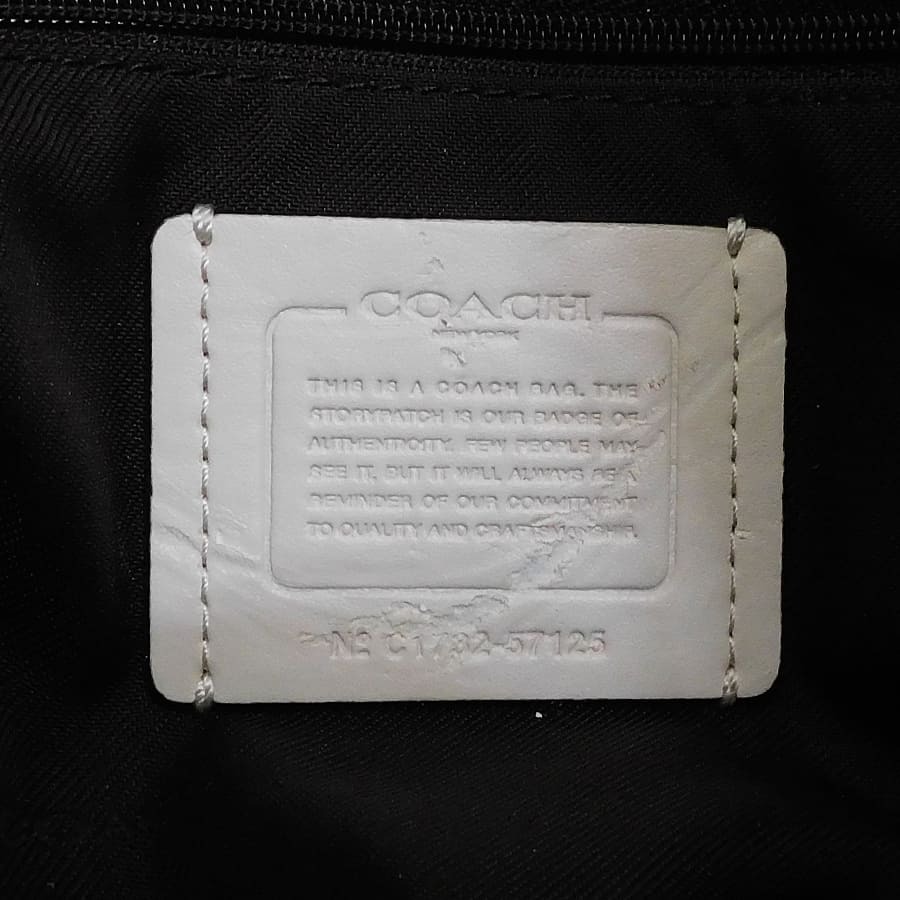 COACH
NEW YORK
THIS IS A COACH BAG. THE
STORYPATCH IS OUR BADGE OF
AUTHENTICITY. FEW PEOPLE MAY
SEE IT, BUT IT WILL ALWAYS BE A
REMINDER OF OUR COMMITMENT
TO QUALITY AND CRAFTSMANSHIP.
Nº C1732-57125